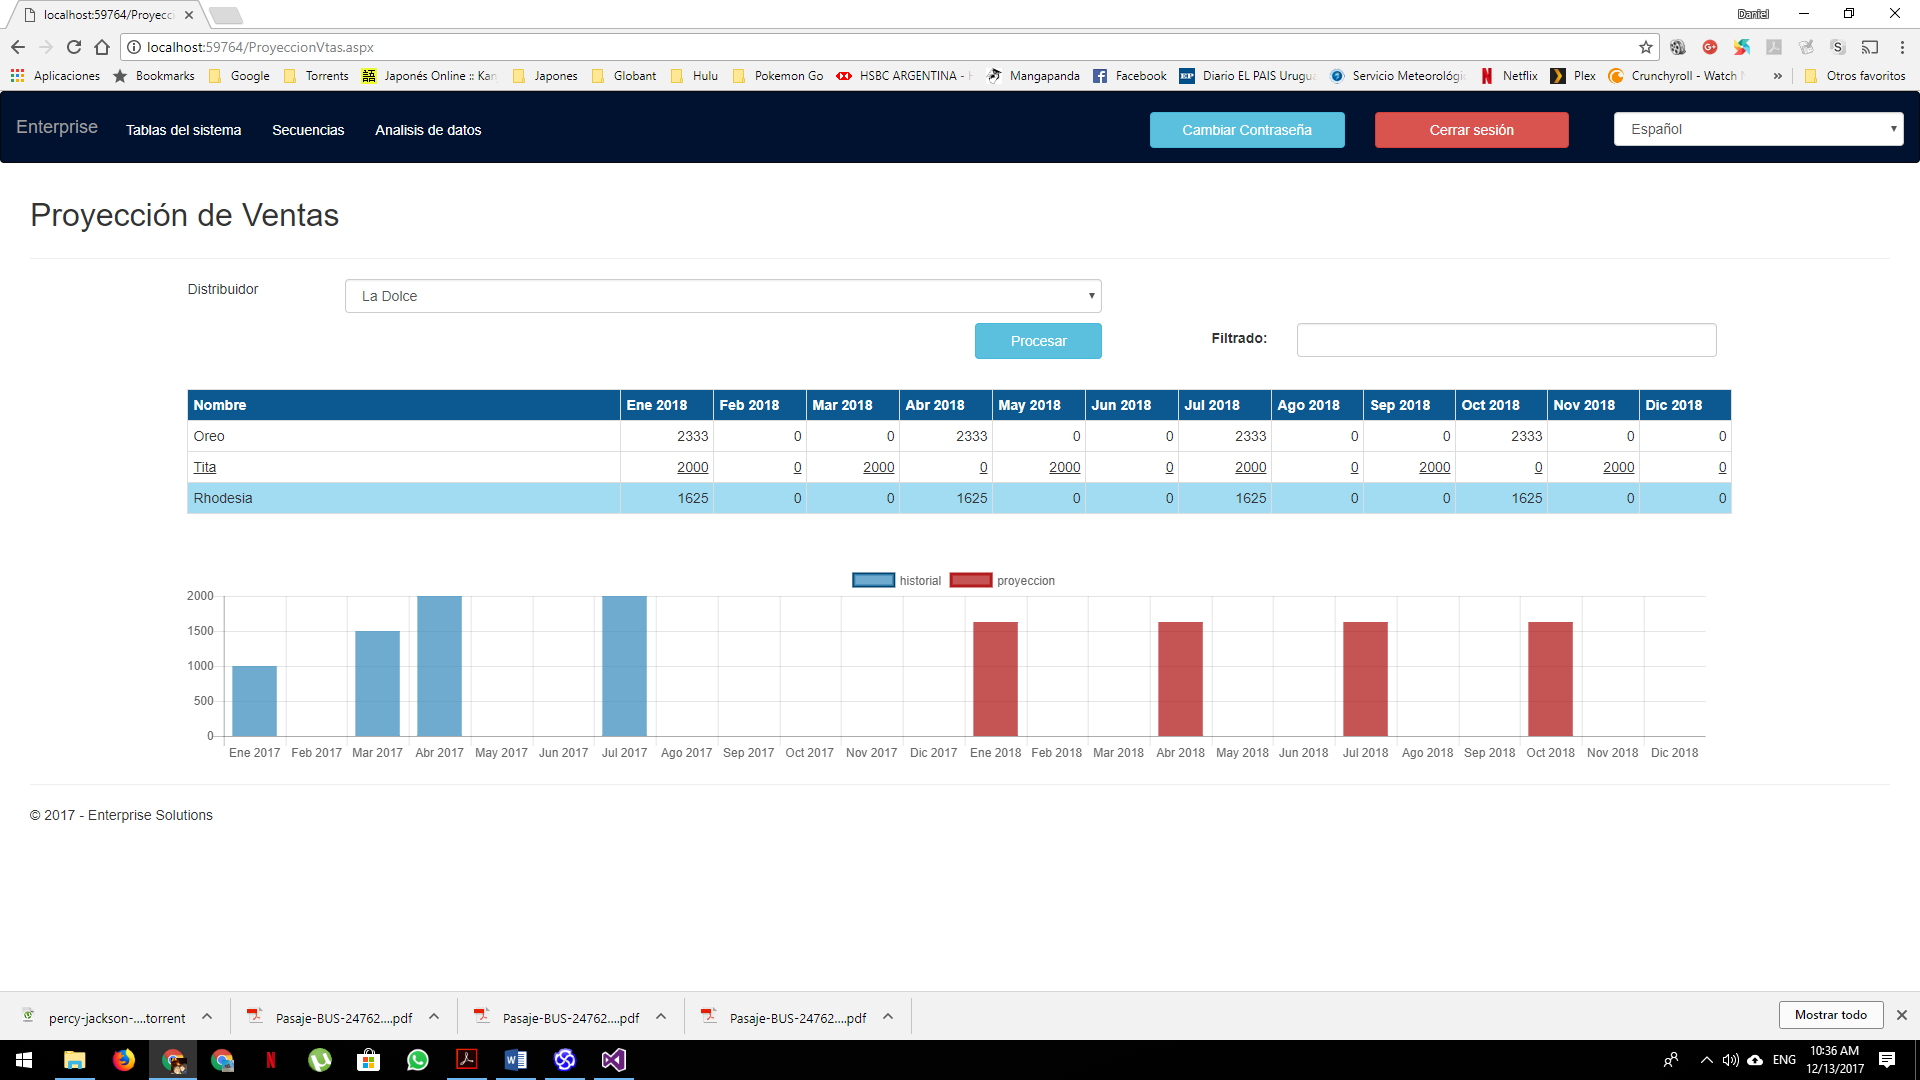 localhost:59764/Proyecc
Daniel
localhost:59764/ProyeccionVtas.aspx
Aplicaciones Bookmarks Google Torrents Japonés Online :: Kan Japones Globant Hulu Pokemon Go HSBC ARGENTINA - Mangapanda Facebook Diario EL PAIS Urugua Servicio Meteorológi Netflix Plex Crunchyroll - Watch » Otros favoritos
Enterprise Tablas del sistema Secuencias Analisis de datos Cambiar Contraseña Cerrar sesión Español
Proyección de Ventas
Distribuidor La Dolce
Procesar Filtrado:
Nombre Ene 2018 Feb 2018 Mar 2018 Abr 2018 May 2018 Jun 2018 Jul 2018 Ago 2018 Sep 2018 Oct 2018 Nov 2018 Dic 2018
Oreo 2333 0 0 2333 0 0 2333 0 0 2333 0 0
Tita 2000 0 2000 0 2000 0 2000 0 2000 0 2000 0
Rhodesia 1625 0 0 1625 0 0 1625 0 0 1625 0 0
historial proyeccion
2000
1500
1000
500
0
Ene 2017 Feb 2017 Mar 2017 Abr 2017 May 2017 Jun 2017 Jul 2017 Ago 2017 Sep 2017 Oct 2017 Nov 2017 Dic 2017 Ene 2018 Feb 2018 Mar 2018 Abr 2018 May 2018 Jun 2018 Jul 2018 Ago 2018 Sep 2018 Oct 2018 Nov 2018 Dic 2018
© 2017 - Enterprise Solutions
percy-jackson-....torrent Pasaje-BUS-24762....pdf Pasaje-BUS-24762....pdf Pasaje-BUS-24762....pdf Mostrar todo
ENG 10:36 AM
12/13/2017